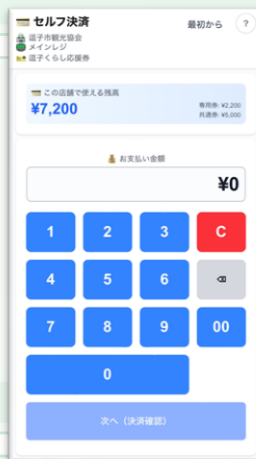 セルフ決済
最初から ?
逗子市観光協会
メインレジ
逗子くらし応援券
この店舗で使える残高
¥7,200
専用券: ¥2,200
共通券: ¥5,000
お支払い金額
¥0
1 2 3 C
4 5 6 ⌫
7 8 9 00
0
次へ（決済確認）